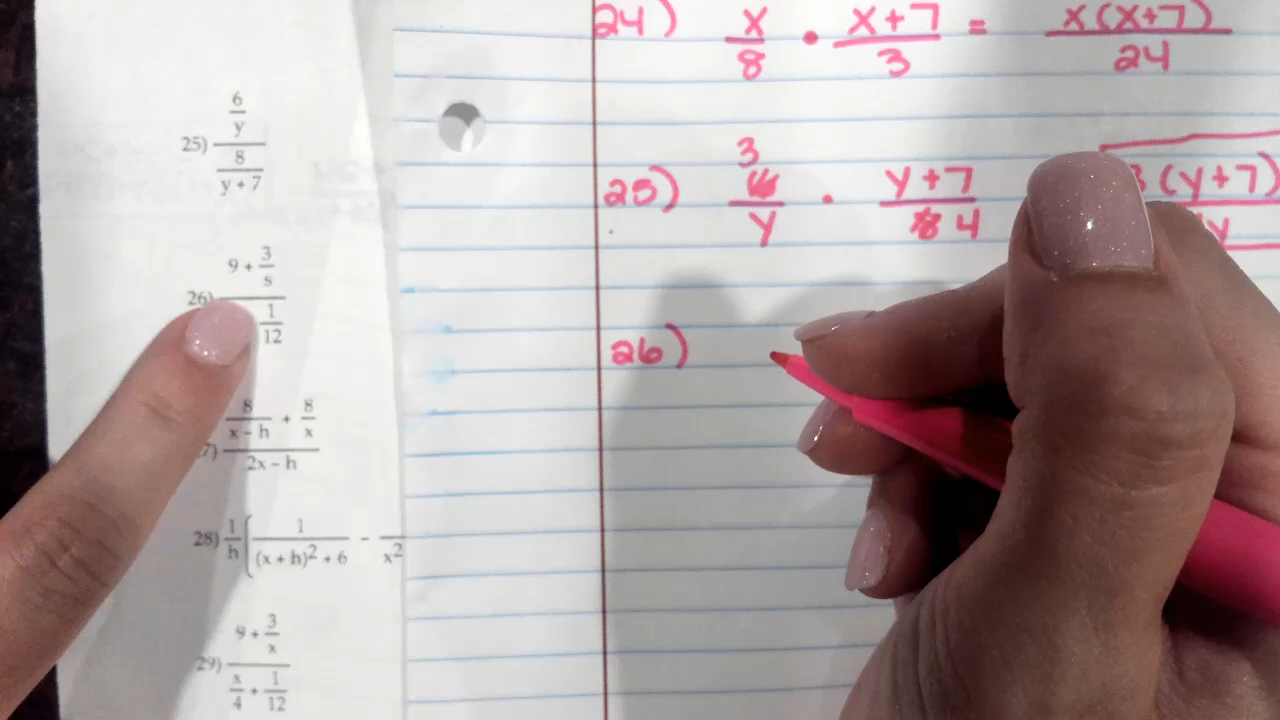 24) x/8 • x+7/3 = x(x+7)/24
25) 6/y / 8/y + 7
25) 3 6/y • y+7/8 4 (y+7)/y
26) 9 + 3/s / 1/12
26)
8/x - h + 8/x / 2x - h
28) 1/h ( 1/(x + h)² + 6 - /x²
29) 9 + 3/x / x/4 + 1/12